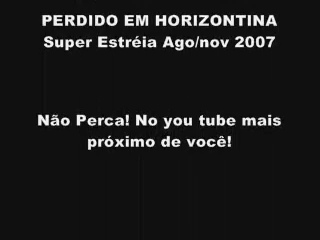 PERDIDO EM HORIZONTINA
Super Estréia Ago/nov 2007
Não Perca! No you tube mais
próximo de você!